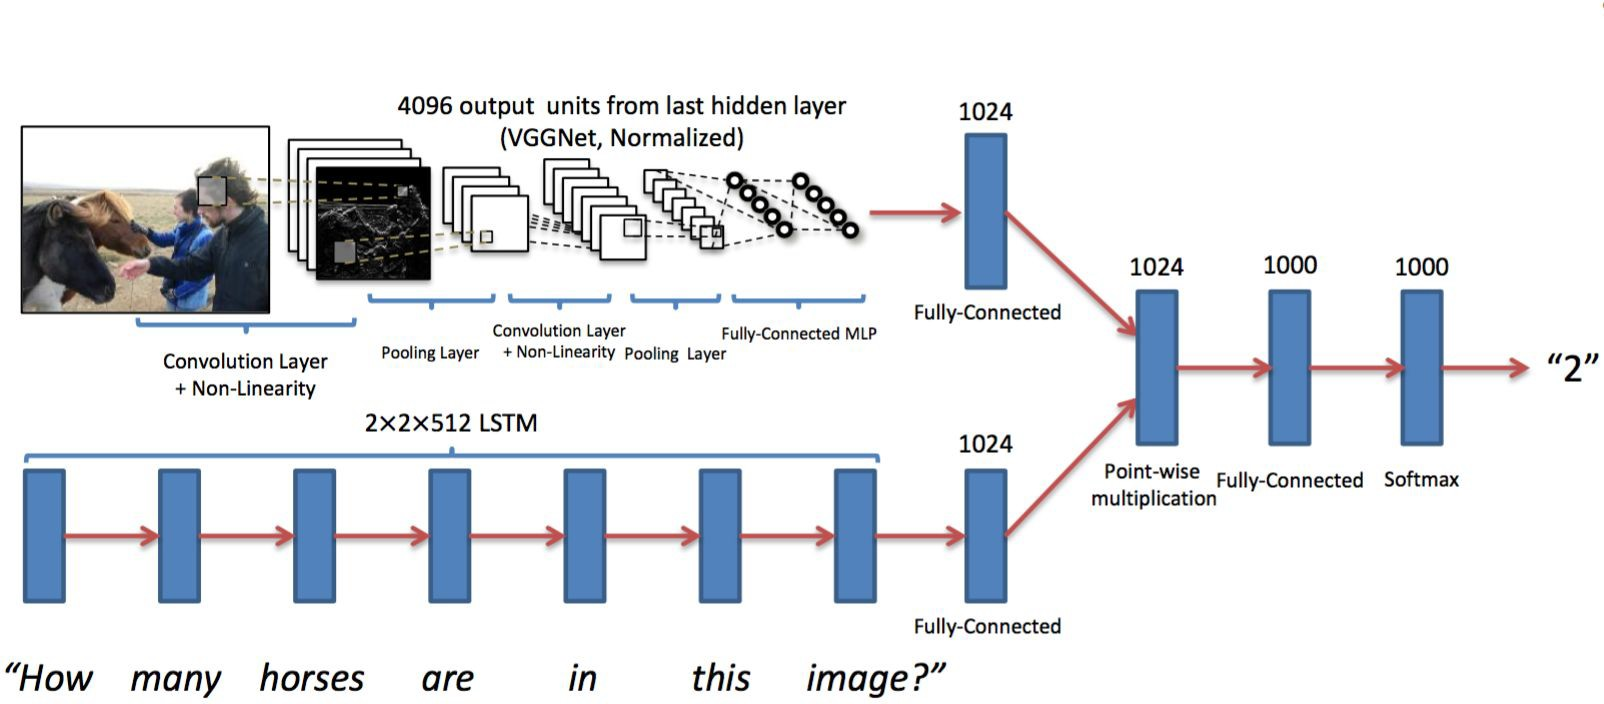 4096 output units from last hidden layer
(VGGNet, Normalized)
1024
Fully-Connected
Convolution Layer
+ Non-Linearity
Pooling Layer
Convolution Layer
+ Non-Linearity
Pooling Layer
Fully-Connected MLP
2×2×512 LSTM
1024
Fully-Connected
1024
Point-wise
multiplication
1000
Fully-Connected
1000
Softmax
“2”
“How many horses are in this image?”